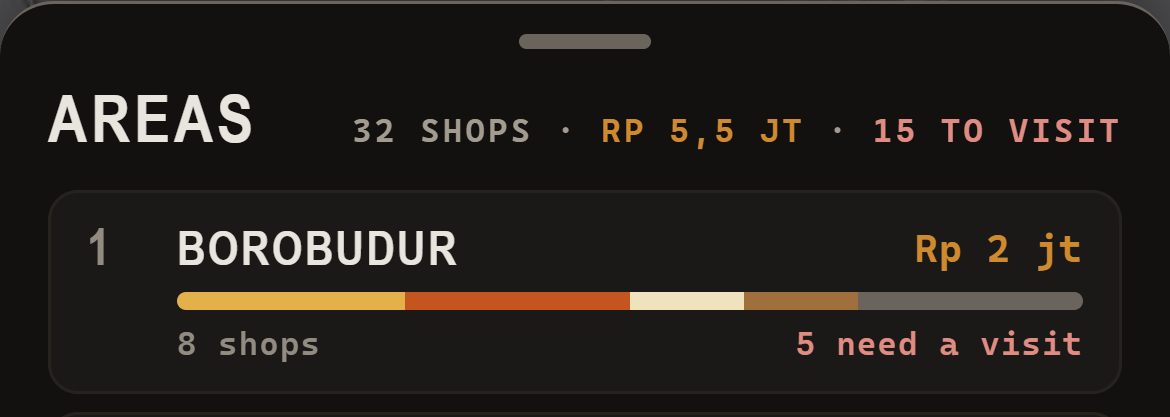 AREAS 32 SHOPS · RP 5,5 JT · 15 TO VISIT
1 BOROBUDUR Rp 2 jt
8 shops 5 need a visit